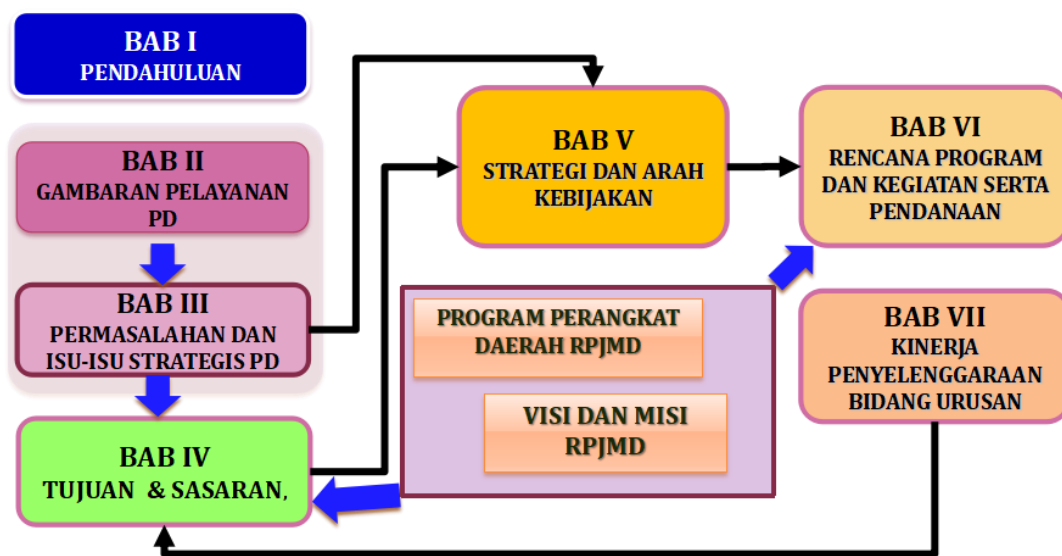 BAB I
PENDAHULUAN
BAB II
GAMBARAN PELAYANAN
PD
BAB III
PERMASALAHAN DAN
ISU-ISU STRATEGIS PD
BAB IV
TUJUAN & SASARAN,
BAB V
STRATEGI DAN ARAH
KEBIJAKAN
PROGRAM PERANGKAT
DAERAH RPJMD
VISI DAN MISI
RPJMD
BAB VI
RENCANA PROGRAM
DAN KEGIATAN SERTA
PENDANAAN
BAB VII
KINERJA
PENYELENGGARAAN
BIDANG URUSAN